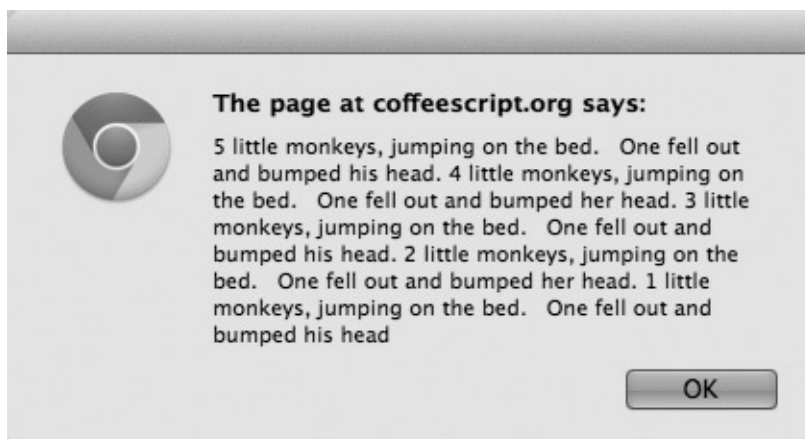 The page at coffeescript.org says:
5 little monkeys, jumping on the bed.   One fell out
and bumped his head. 4 little monkeys, jumping on
the bed.   One fell out and bumped her head. 3 little
monkeys, jumping on the bed.   One fell out and
bumped his head. 2 little monkeys, jumping on the
bed.   One fell out and bumped her head. 1 little
monkeys, jumping on the bed.   One fell out and
bumped his head
OK